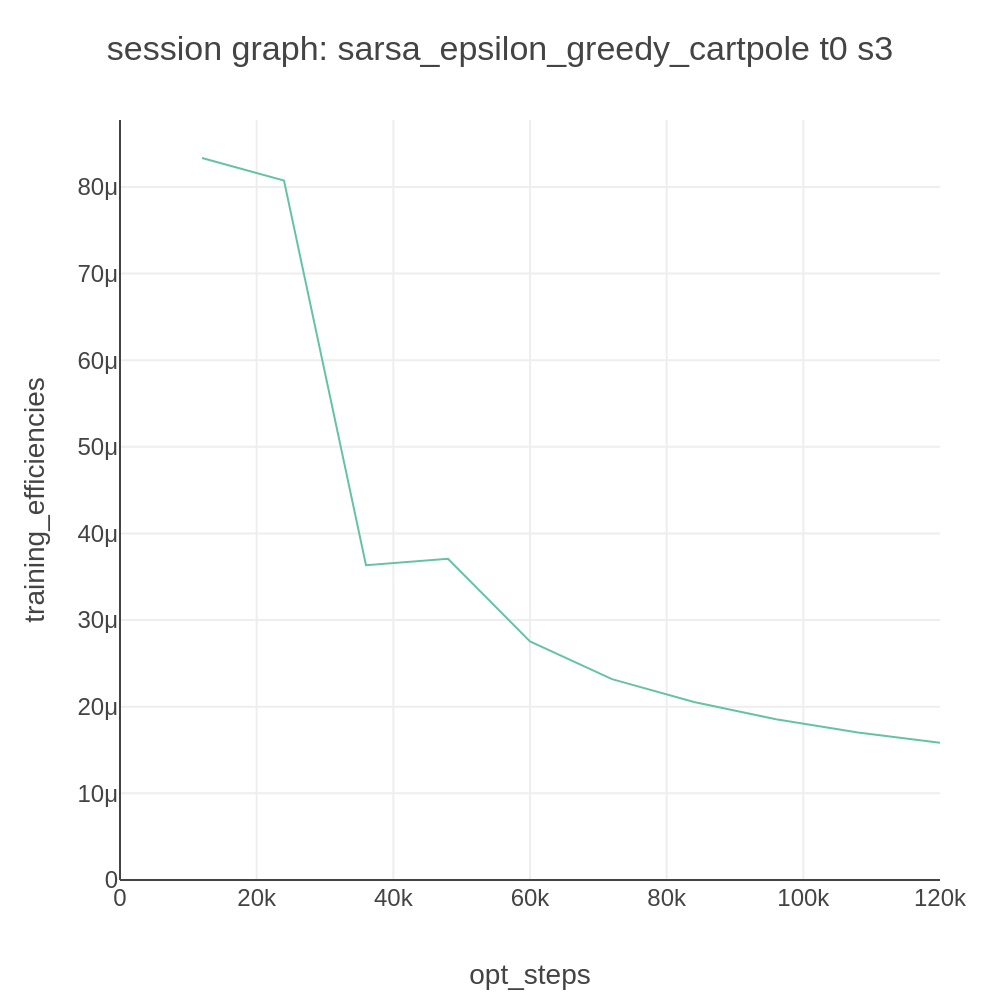 session graph: sarsa_epsilon_greedy_cartpole t0 s3
80μ
70μ
60μ
50μ
40μ
30μ
20μ
10μ
0
training_efficiencies
0 20k 40k 60k 80k 100k 120k
opt_steps